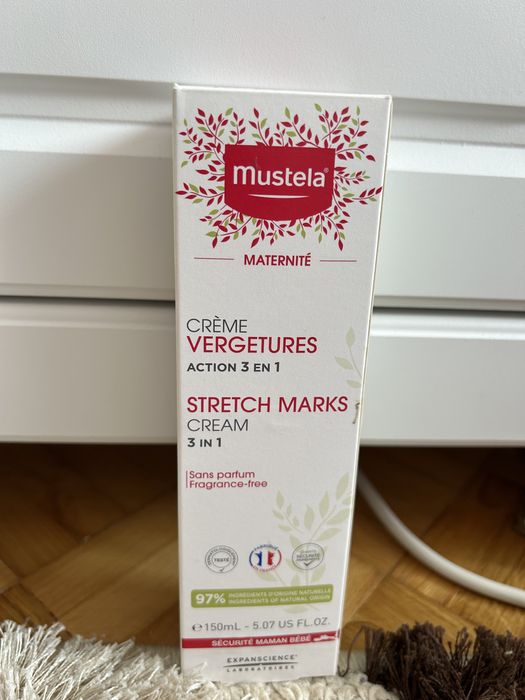 mustela®
MATERNITÉ
CRÈME
VERGETURES
ACTION 3 EN 1
STRETCH MARKS
CREAM
3 IN 1
Sans parfum
Fragrance-free
TESTÉ
97% INGRÉDIENTS D'ORIGINE NATURELLE
INGREDIENTS OF NATURAL ORIGIN
℮150mL - 5.07 US FL.OZ.
SÉCURITÉ MAMAN BÉBÉ
EXPANSCIENCE®
LABORATOIRES